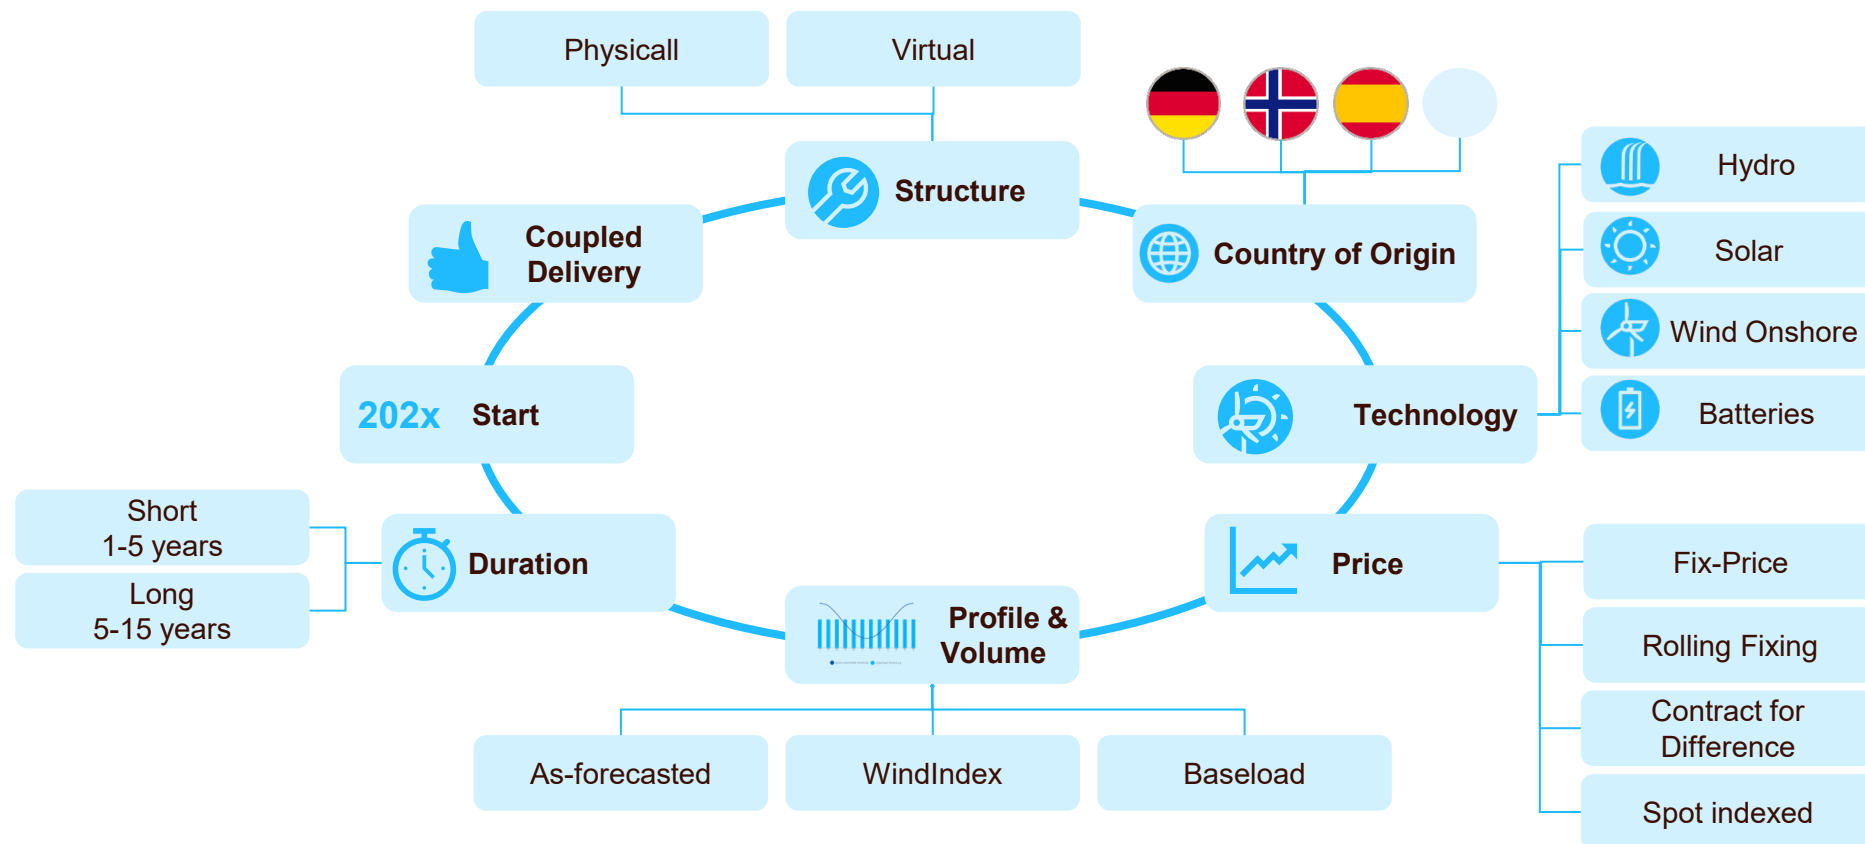 Physicall
Virtual
Structure
Coupled
Delivery
Country of Origin
Hydro
Solar
Wind Onshore
Batteries
Technology
202x Start
Short
1-5 years
Long
5-15 years
Duration
Price
Fix-Price
Rolling Fixing
Contract for
Difference
Spot indexed
Profile &
Volume
As-forecasted
WindIndex
Baseload